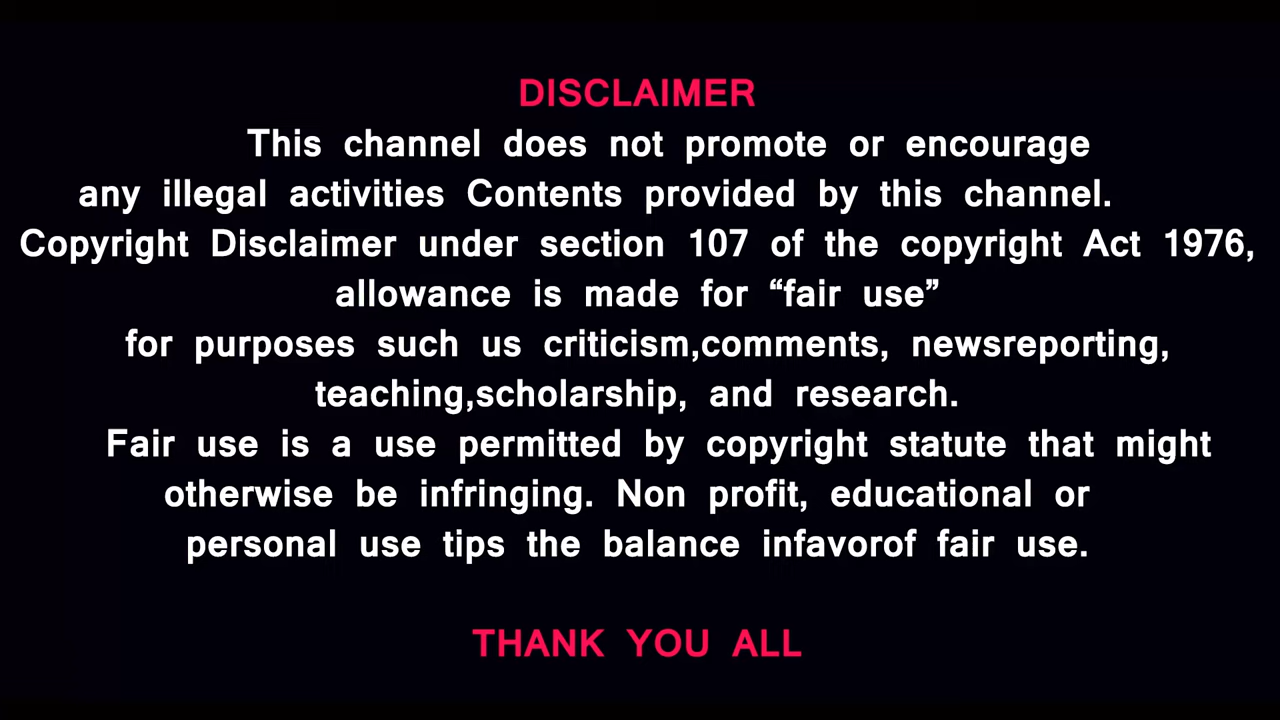 DISCLAIMER
This channel does not promote or encourage
any illegal activities Contents provided by this channel.
Copyright Disclaimer under section 107 of the copyright Act 1976,
allowance is made for “fair use”
for purposes such us criticism,comments, newsreporting,
teaching,scholarship, and research.
Fair use is a use permitted by copyright statute that might
otherwise be infringing. Non profit, educational or
personal use tips the balance infavorof fair use.
THANK YOU ALL